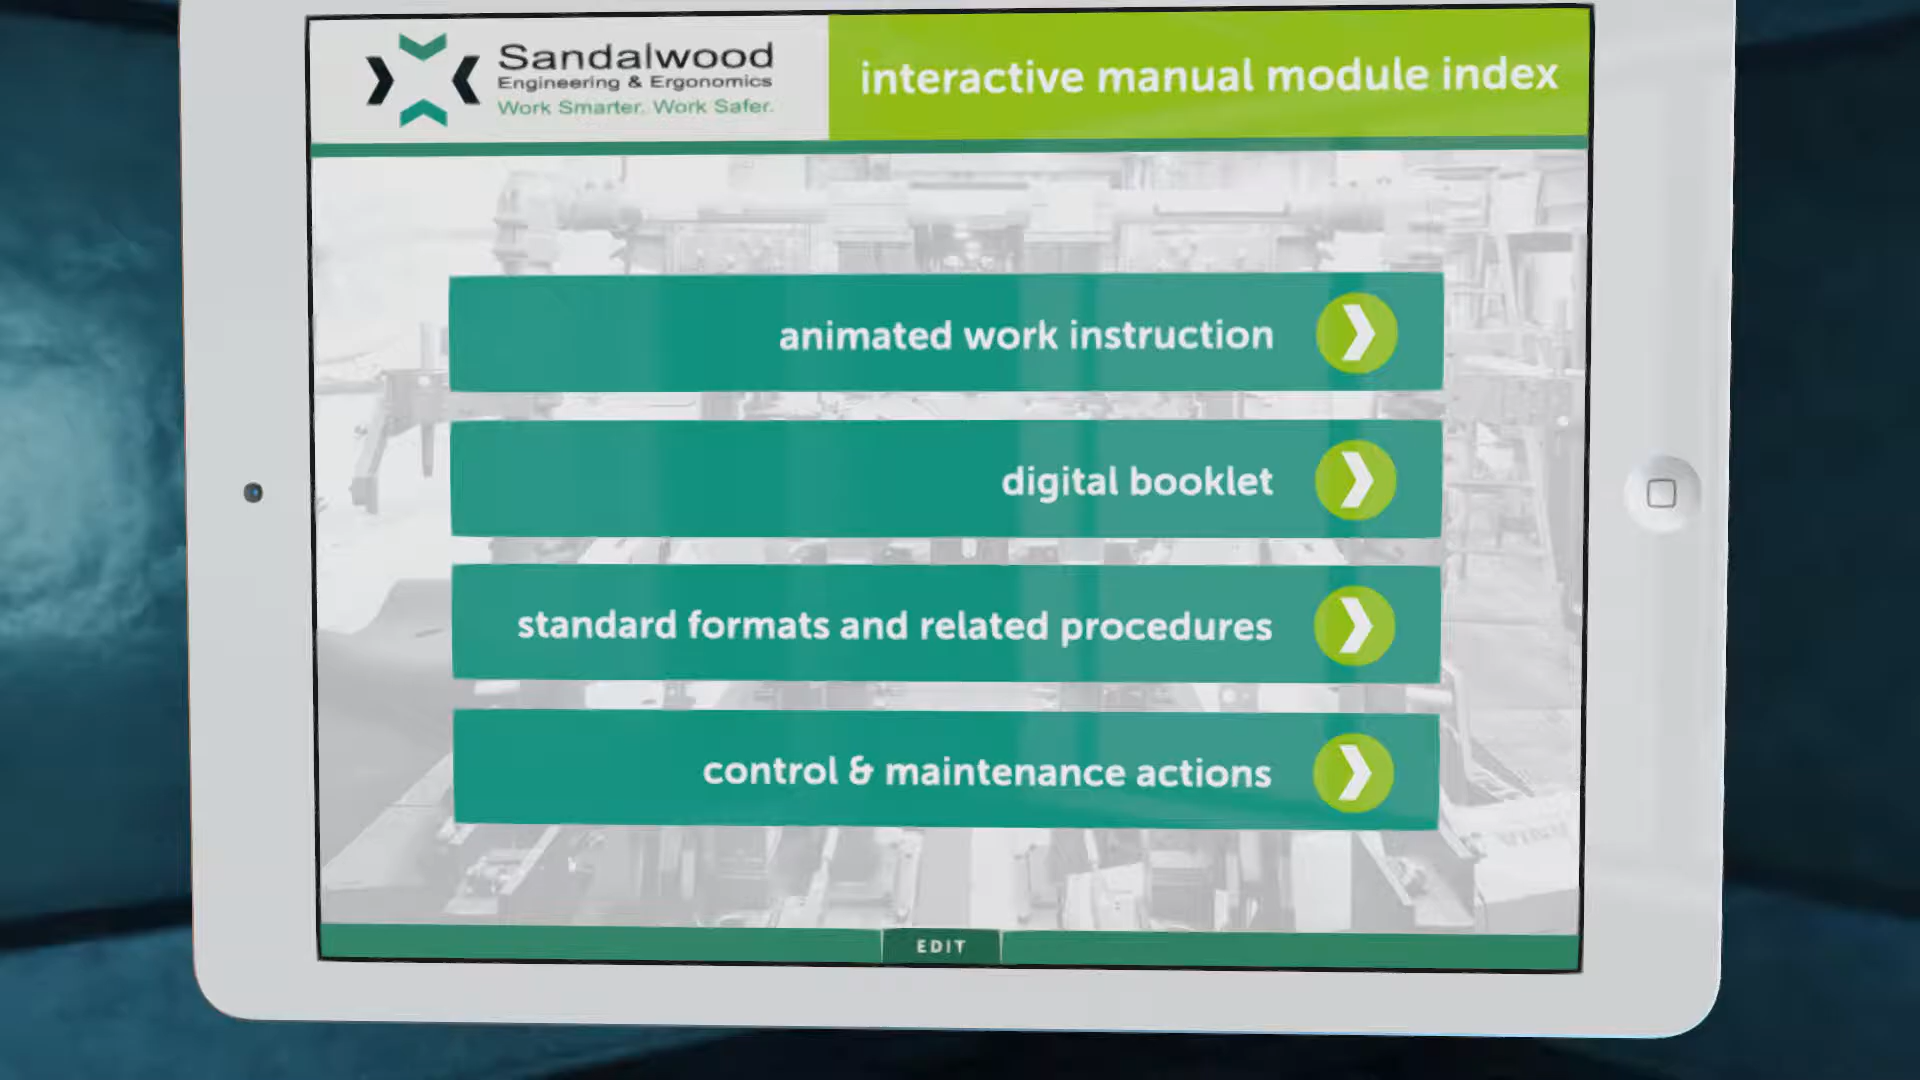 Sandalwood
Engineering & Ergonomics
Work Smarter. Work Safer.
interactive manual module index
animated work instruction
digital booklet
standard formats and related procedures
control & maintenance actions
EDIT